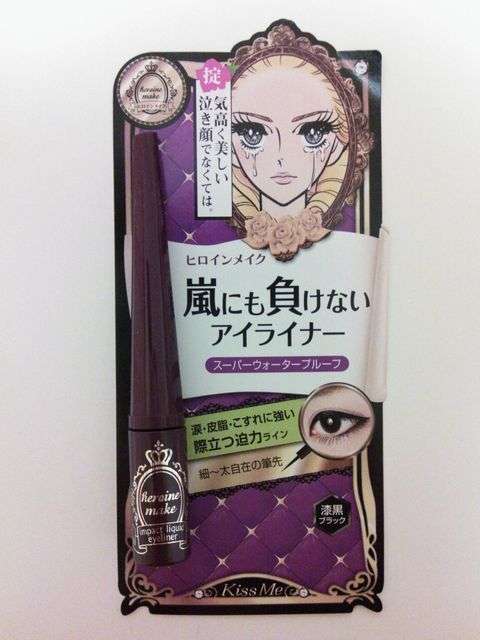 heroine
make
ヒロインメイク
掟
気高く美しい
泣き顔でなくては。
ヒロインメイク
嵐にも負けない
アイライナー
スーパーウォータープルーフ
涙・皮脂・こすれに強い
際立つ迫力ライン
細～太自在の筆先
漆黒
ブラック
heroine
make
impact liquid
eyeliner
KissMe